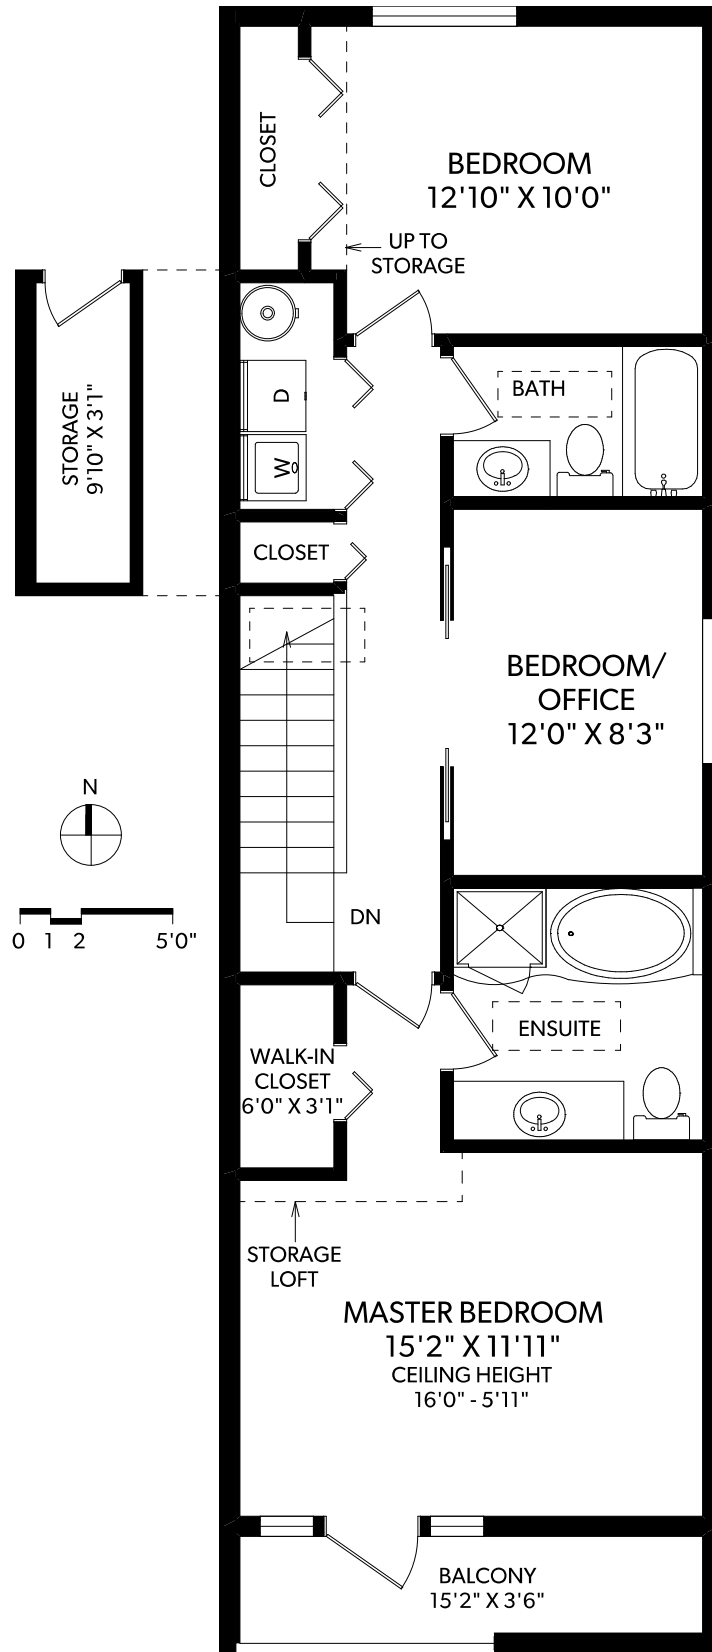 CLOSET
BEDROOM
12'10" X 10'0"
UP TO
STORAGE
STORAGE
9'10" X 3'1"
D
W
BATH
CLOSET
BEDROOM/
OFFICE
12'0" X 8'3"
N
0 1 2 5'0"
DN
ENSUITE
WALK-IN
CLOSET
6'0" X 3'1"
STORAGE
LOFT
MASTER BEDROOM
15'2" X 11'11"
CEILING HEIGHT
16'0" - 5'11"
BALCONY
15'2" X 3'6"